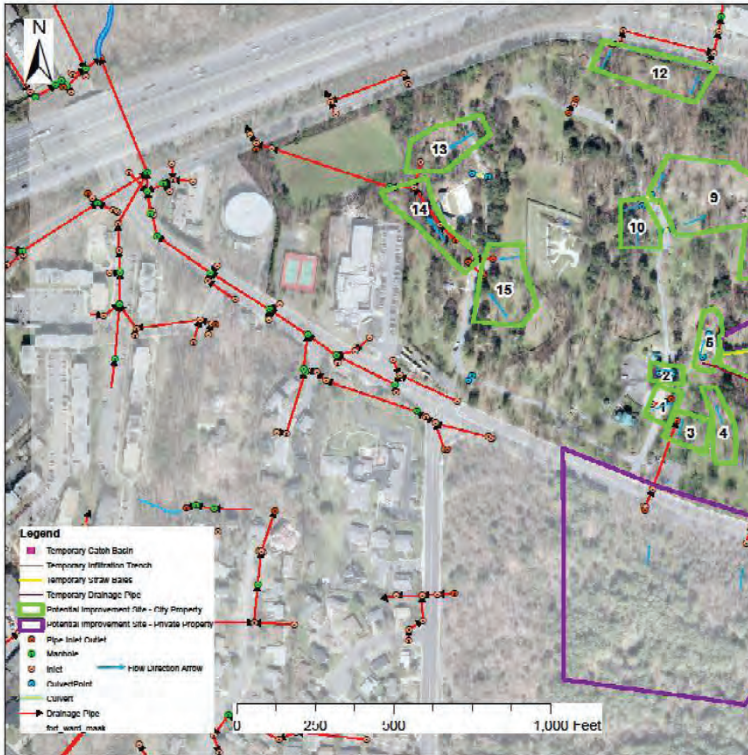 N
12
13
9
14
10
15
5
2
1
3
4
Legend
Temporary Catch Basin
Temporary Infiltration Trench
Temporary Straw Bales
Temporary Drainage Pipe
Potential Improvement Site - City Property
Potential Improvement Site - Private Property
Pipe Inlet Outlet
Manhole
Inlet
Flow Direction Arrow
CulvertPoint
Culvert
Drainage Pipe
fort_ward_mask
0 250 500 1,000 Feet